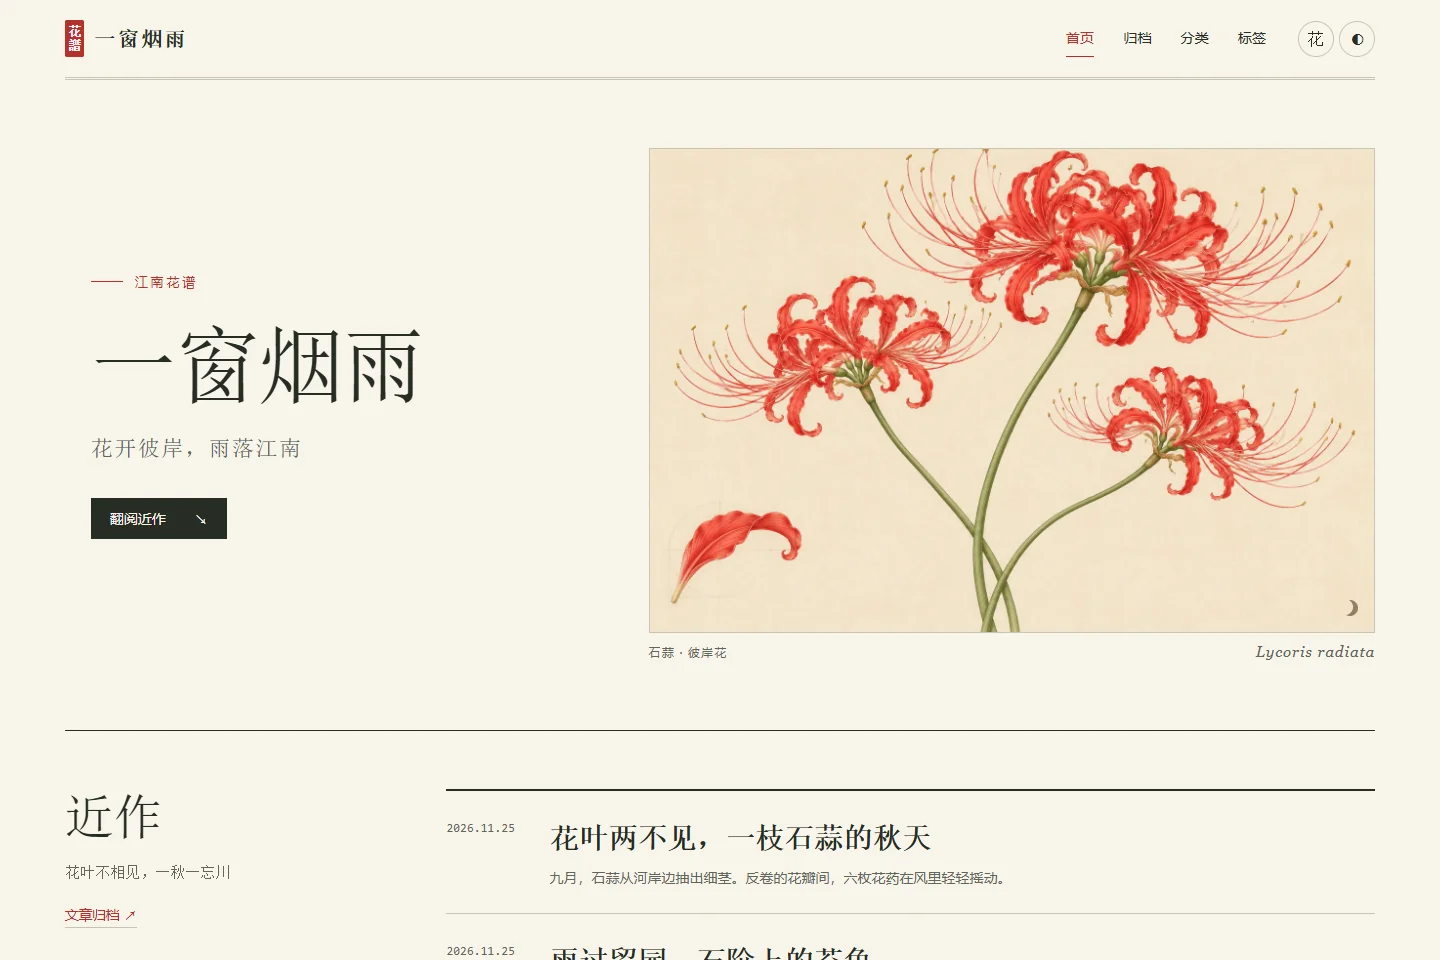 花譜
一窗烟雨
首页 归档 分类 标签 花
江南花谱
一窗烟雨
花开彼岸，雨落江南
翻阅近作 ↘
石蒜 · 彼岸花
Lycoris radiata
近作
花叶不相见，一秋一忘川
文章归档 ↗
2026.11.25
花叶两不见，一枝石蒜的秋天
九月，石蒜从河岸边抽出细茎。反卷的花瓣间，六枚花药在风里轻轻摇动。
2026.11.25